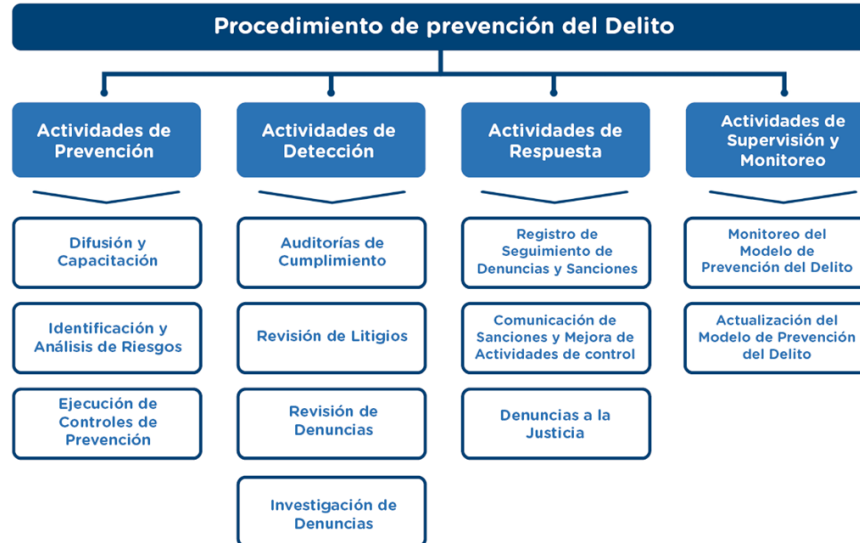 Procedimiento de prevención del Delito
Actividades de
Prevención
Actividades de
Detección
Actividades de
Respuesta
Actividades de
Supervisión y
Monitoreo
Difusión y
Capacitación
Auditorías de
Cumplimiento
Registro de
Seguimiento de
Denuncias y Sanciones
Monitoreo del
Modelo de
Prevención del Delito
Identificación y
Análisis de Riesgos
Revisión de Litigios
Comunicación de
Sanciones y Mejora de
Actividades de control
Actualización del
Modelo de Prevención
del Delito
Ejecución de
Controles de
Prevención
Revisión de
Denuncias
Denuncias a la
Justicia
Investigación de
Denuncias